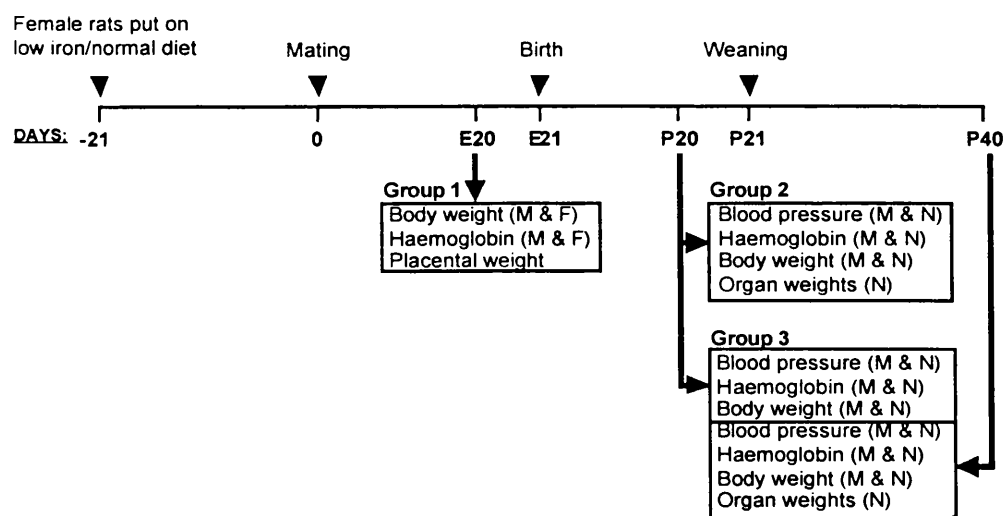 Female rats put on
low iron/normal diet
Mating
Birth
Weaning
DAYS: -21 0 E20 E21 P20 P21 P40
Group 1
Body weight (M & F)
Haemoglobin (M & F)
Placental weight
Group 2
Blood pressure (M & N)
Haemoglobin (M & N)
Body weight (M & N)
Organ weights (N)
Group 3
Blood pressure (M & N)
Haemoglobin (M & N)
Body weight (M & N)
Blood pressure (M & N)
Haemoglobin (M & N)
Body weight (M & N)
Organ weights (N)